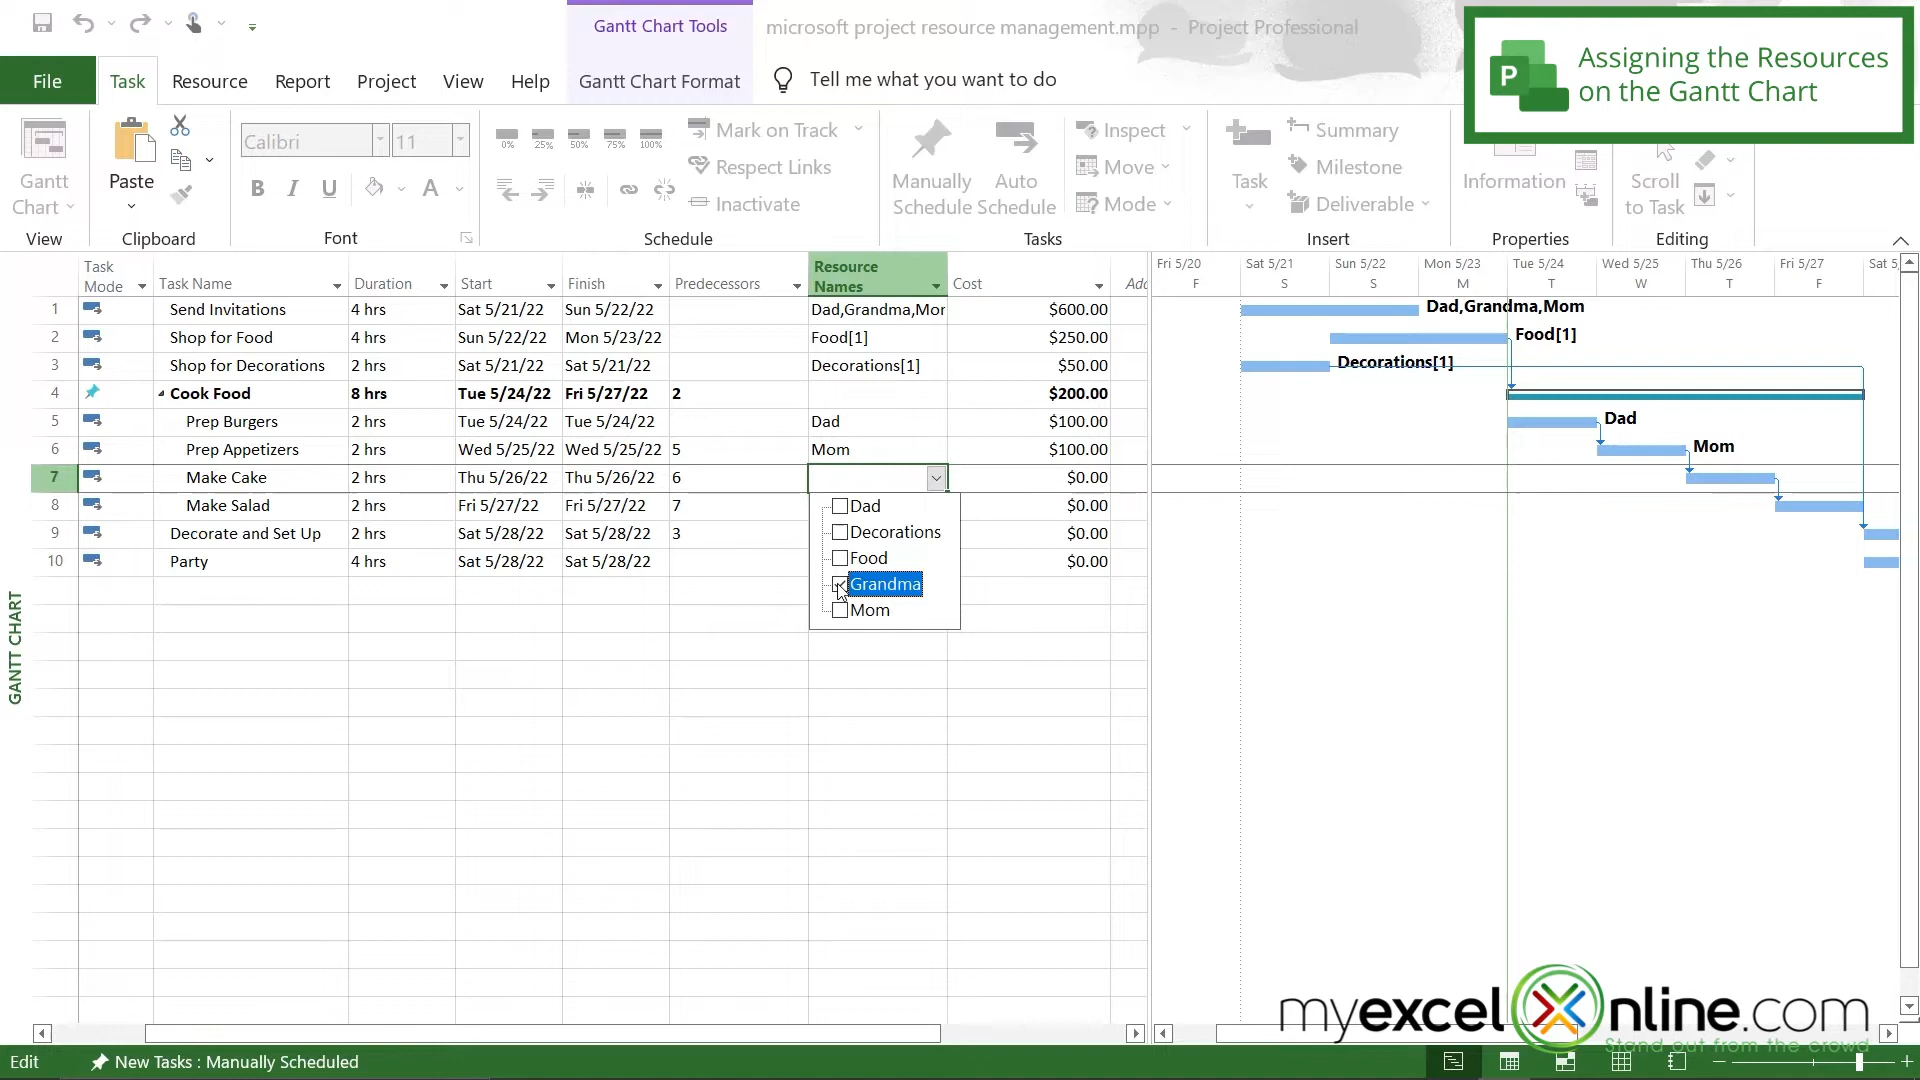 Gantt Chart Tools
microsoft project resource management.mpp - Project Professional
P
Assigning the Resources
on the Gantt Chart
File Task Resource Report Project View Help Gantt Chart Format Tell me what you want to do
Gantt
Chart
View
Paste
Clipboard
Calibri 11
B I U A
Font
0% 25% 50% 75% 100%
Mark on Track
Respect Links
Inactivate
Schedule
Manually
Schedule
Auto
Schedule
Inspect
Move
Mode
Tasks
Task
Summary
Milestone
Deliverable
Insert
Information
Properties
Scroll
to Task
Editing
Task
Mode Task Name Duration Start Finish Predecessors Resource
Names Cost Adc
Fri 5/20 Sat 5/21 Sun 5/22 Mon 5/23 Tue 5/24 Wed 5/25 Thu 5/26 Fri 5/27 Sat 5,
F S S M T W T F
1 Send Invitations 4 hrs Sat 5/21/22 Sun 5/22/22 Dad,Grandma,Mor $600.00 Dad,Grandma,Mom
2 Shop for Food 4 hrs Sun 5/22/22 Mon 5/23/22 Food[1] $250.00 Food[1]
3 Shop for Decorations 2 hrs Sat 5/21/22 Sat 5/21/22 Decorations[1] $50.00 Decorations[1]
4 Cook Food 8 hrs Tue 5/24/22 Fri 5/27/22 2 $200.00
5 Prep Burgers 2 hrs Tue 5/24/22 Tue 5/24/22 Dad $100.00 Dad
6 Prep Appetizers 2 hrs Wed 5/25/22 Wed 5/25/22 5 Mom $100.00 Mom
7 Make Cake 2 hrs Thu 5/26/22 Thu 5/26/22 6 $0.00
8 Make Salad 2 hrs Fri 5/27/22 Fri 5/27/22 7 $0.00
9 Decorate and Set Up 2 hrs Sat 5/28/22 Sat 5/28/22 3 $0.00
10 Party 4 hrs Sat 5/28/22 Sat 5/28/22 $0.00
Dad
Decorations
Food
Grandma
Mom
GANTT CHART
myexcelonline.com
Stand out from the crowd
Edit New Tasks : Manually Scheduled